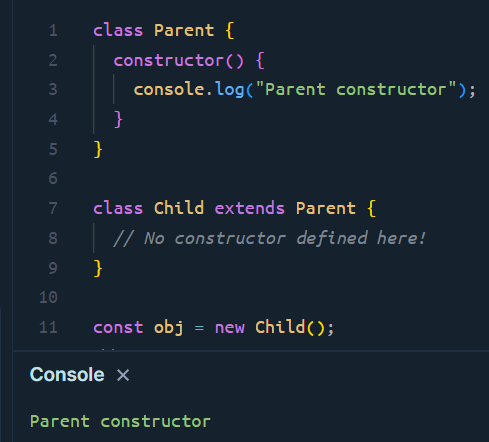 1 class Parent {
2 constructor() {
3 console.log("Parent constructor");
4 }
5 }
6
7 class Child extends Parent {
8 // No constructor defined here!
9 }
10
11 const obj = new Child();
Console ×
Parent constructor